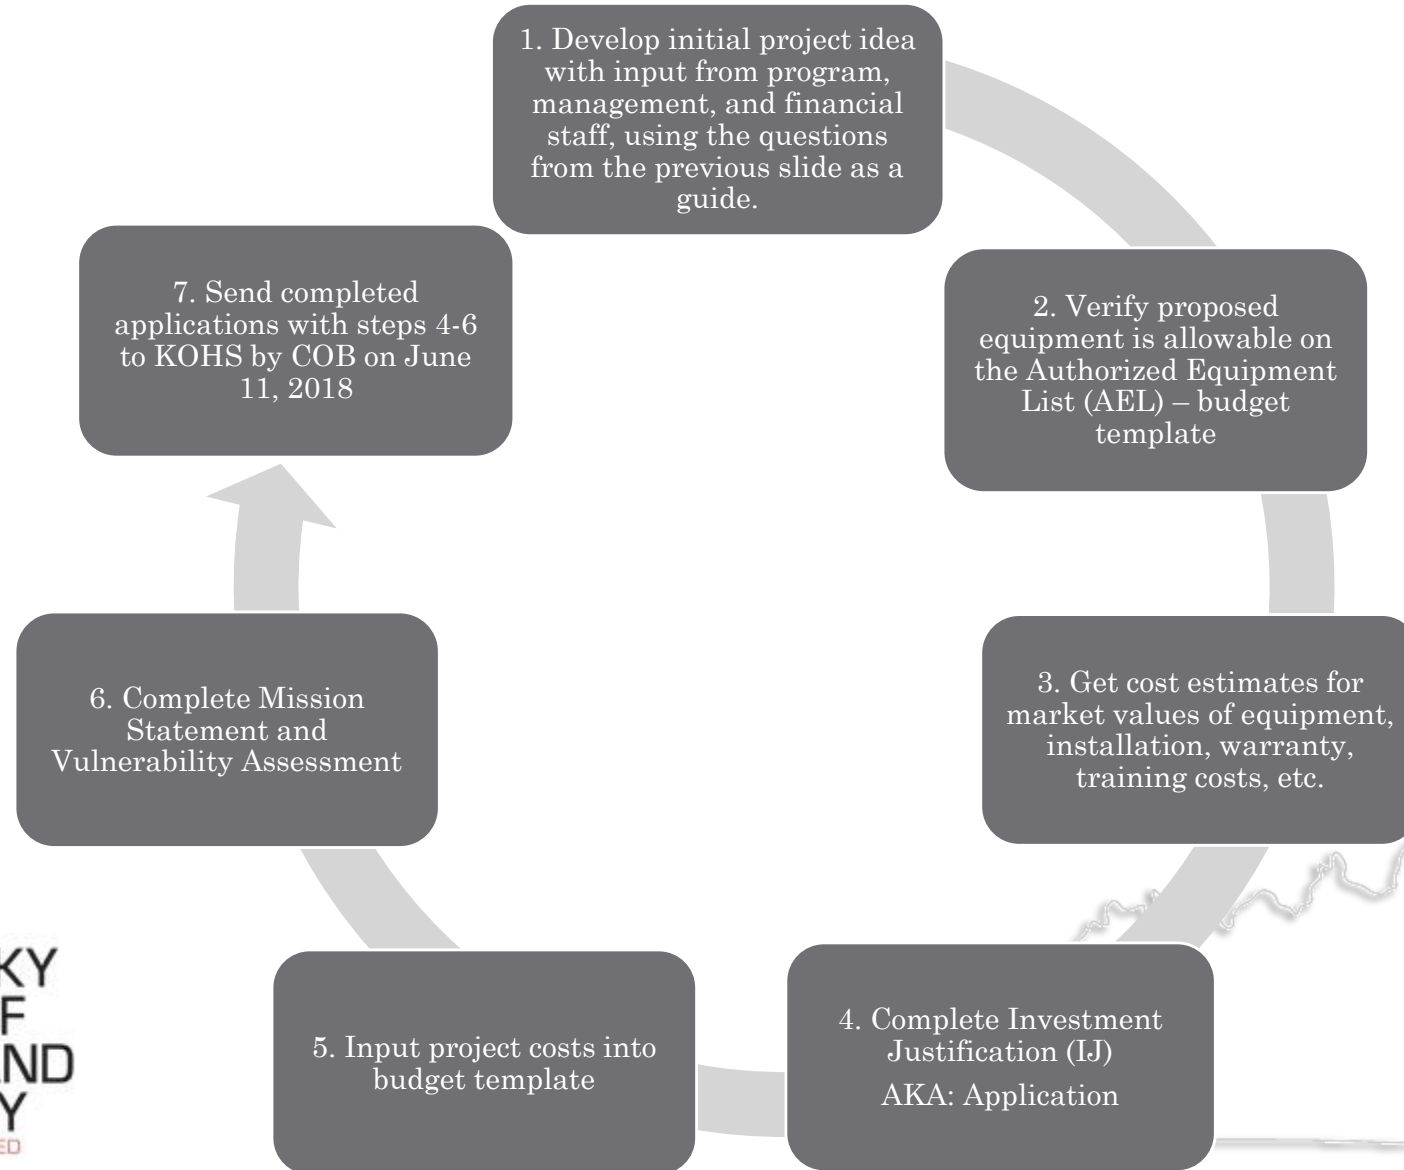 1. Develop initial project idea
with input from program,
management, and financial
staff, using the questions
from the previous slide as a
guide.
2. Verify proposed
equipment is allowable on
the Authorized Equipment
List (AEL) – budget
template
3. Get cost estimates for
market values of equipment,
installation, warranty,
training costs, etc.
4. Complete Investment
Justification (IJ)
AKA: Application
5. Input project costs into
budget template
6. Complete Mission
Statement and
Vulnerability Assessment
7. Send completed
applications with steps 4-6
to KOHS by COB on June
11, 2018
KY
F
ND
Y
ED